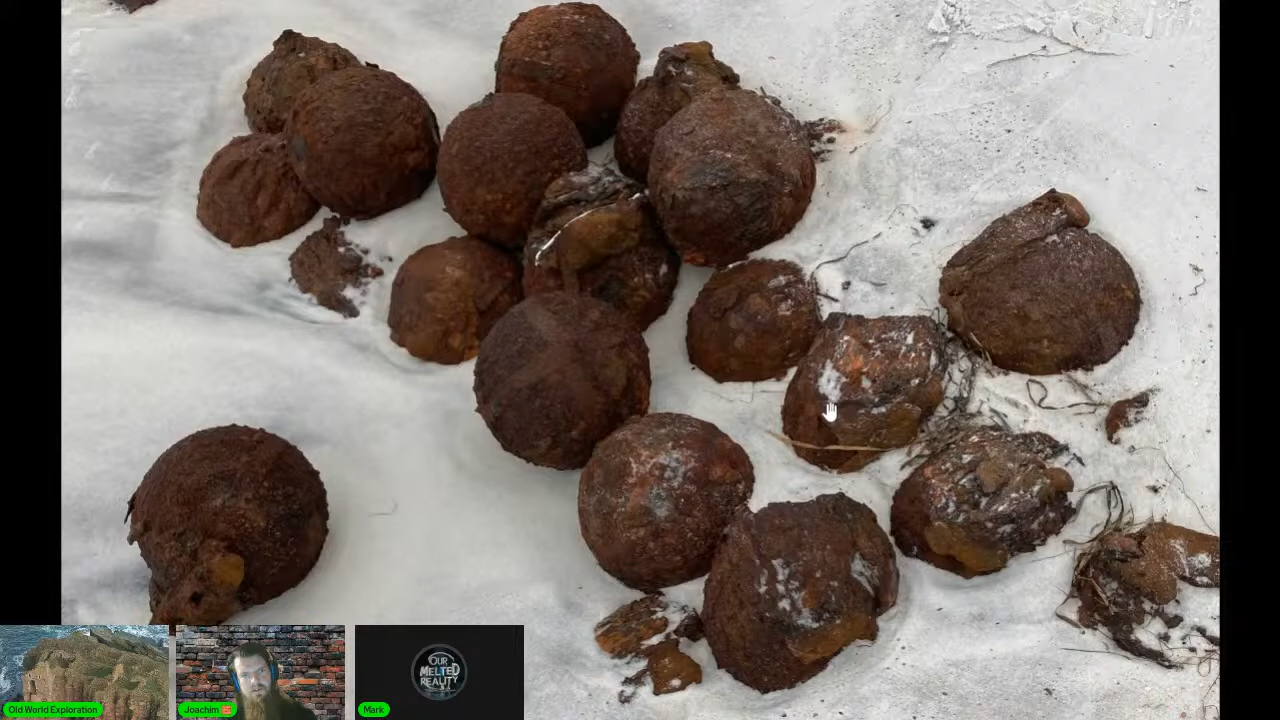 Old World Exploration
Joachim
OUR
MELTED
REALITY
Mark